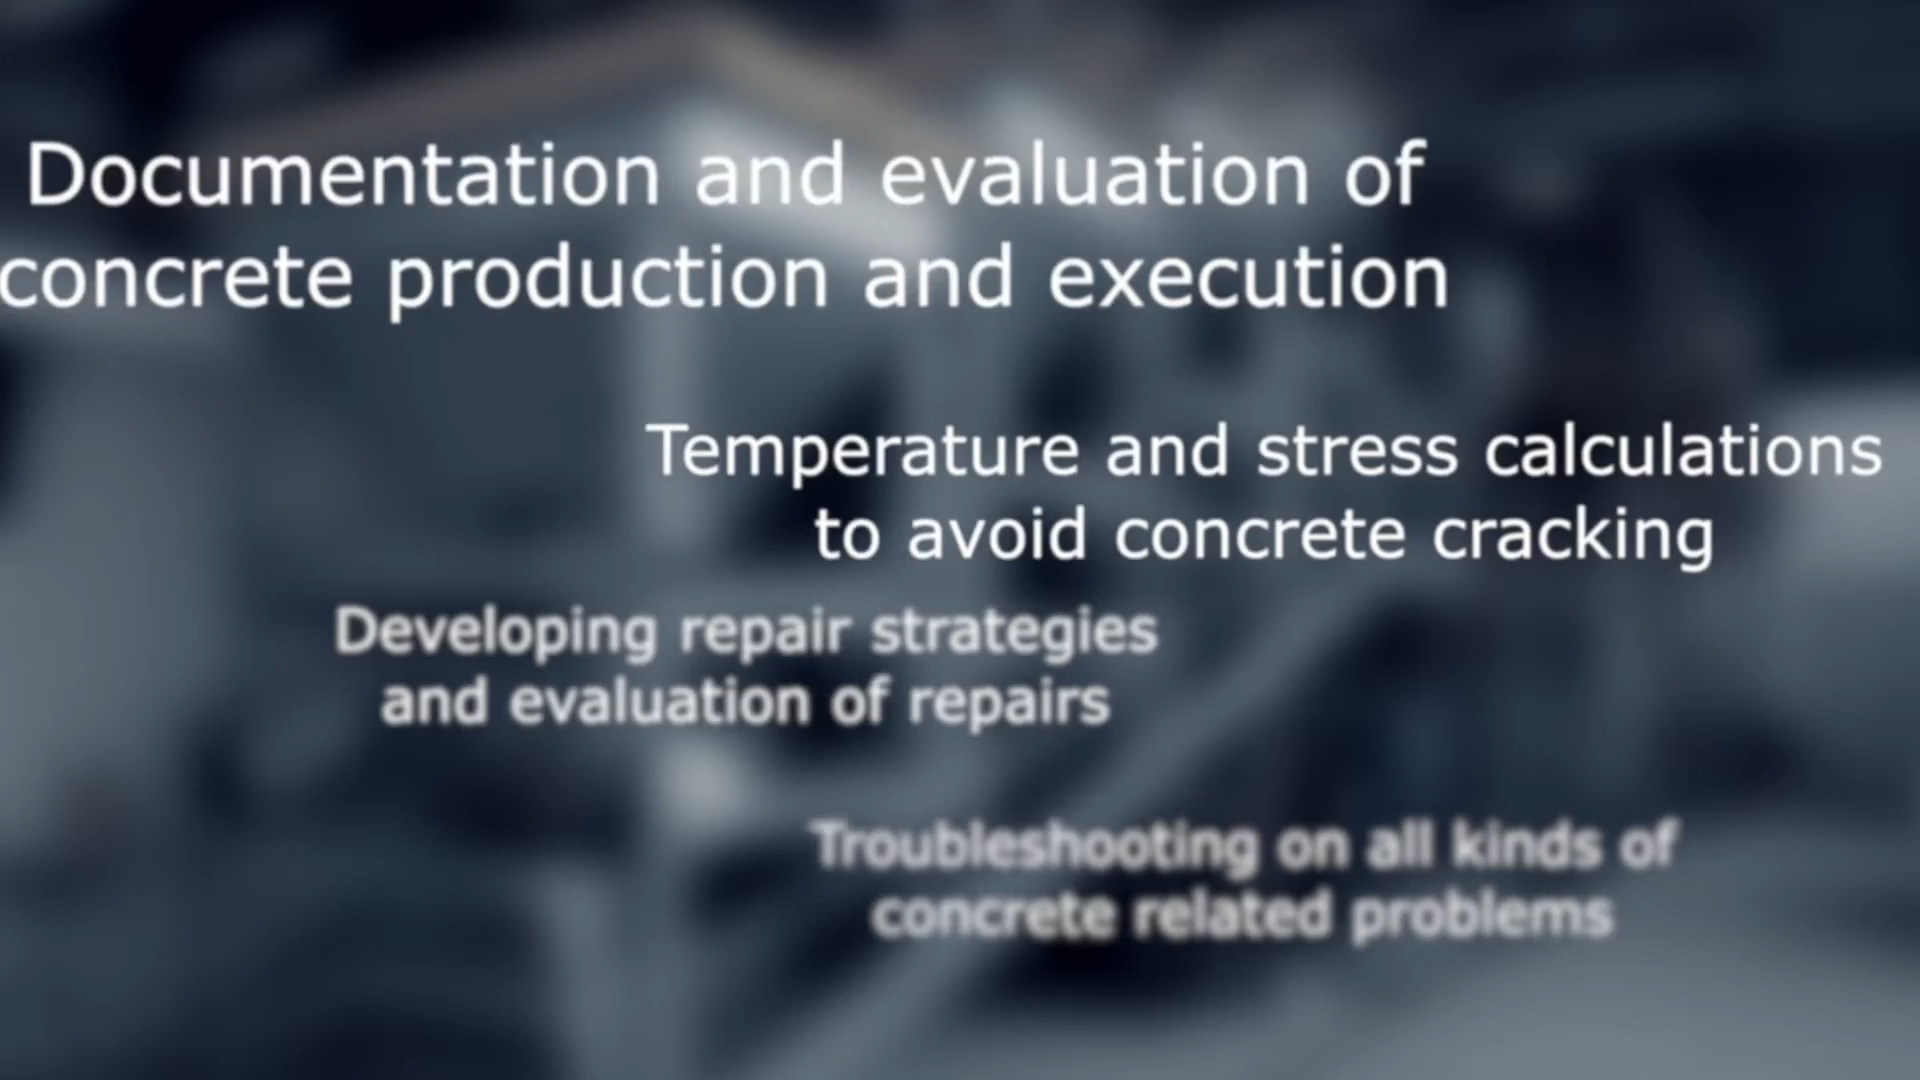 Documentation and evaluation of
concrete production and execution
Temperature and stress calculations
to avoid concrete cracking
Developing repair strategies
and evaluation of repairs
Troubleshooting on all kinds of
concrete related problems